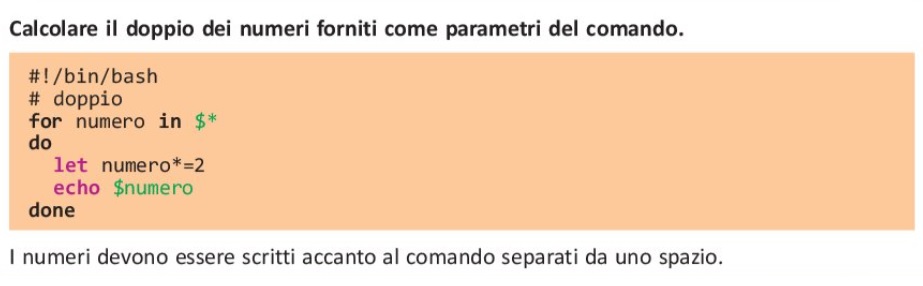 Calcolare il doppio dei numeri forniti come parametri del comando.
#!/bin/bash
# doppio
for numero in $*
do
  let numero*=2
  echo $numero
done
I numeri devono essere scritti accanto al comando separati da uno spazio.